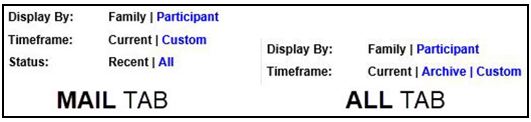 Display By: Family | Participant
Timeframe: Current | Custom
Status: Recent | All
MAIL TAB
Display By: Family | Participant
Timeframe: Current | Archive | Custom
ALL TAB